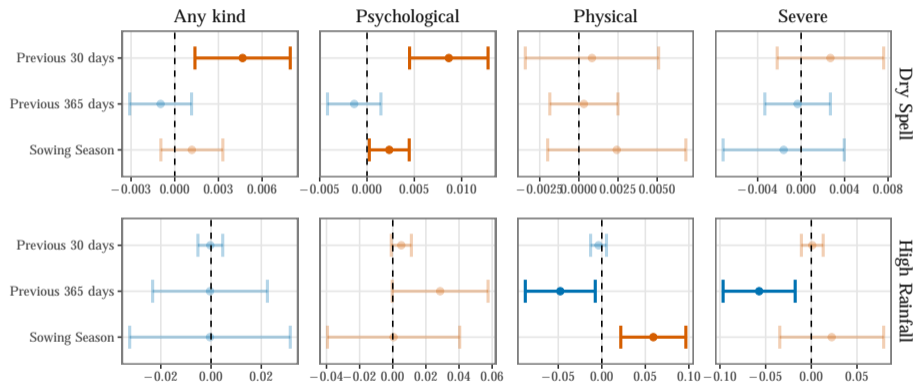 Any kind Psychological Physical Severe
Previous 30 days
Previous 365 days
Sowing Season
Dry Spell
−0.003 0.000 0.003 0.006 −0.005 0.000 0.005 0.010 −0.0025 0.000 0.0025 0.0050 −0.004 0.000 0.004 0.008
Previous 30 days
Previous 365 days
Sowing Season
High Rainfall
−0.02 0.00 0.02 −0.04 −0.02 0.00 0.02 0.04 0.06 −0.05 0.00 0.05 0.10 −0.10 −0.05 0.00 0.05